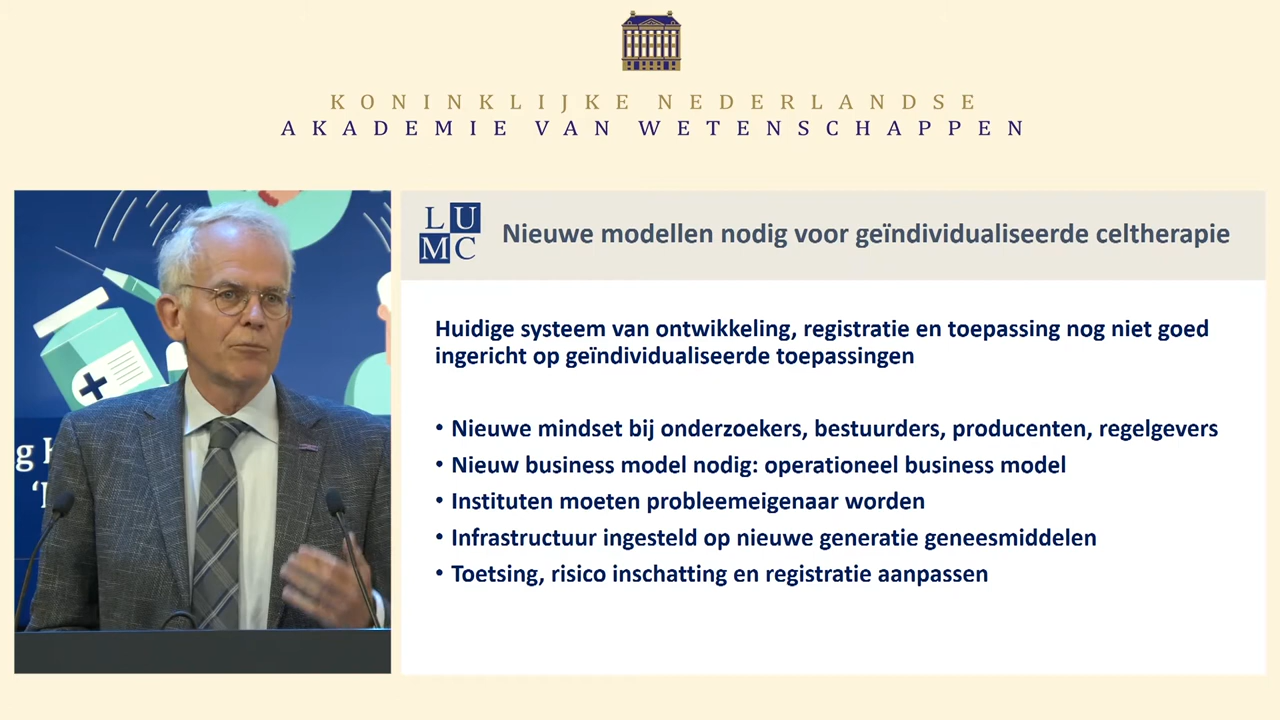 KONINKLIJKE NEDERLANDSE
AKADEMIE VAN WETENSCHAPPEN
LUMC
Nieuwe modellen nodig voor geïndividualiseerde celtherapie
Huidige systeem van ontwikkeling, registratie en toepassing nog niet goed
ingericht op geïndividualiseerde toepassingen
• Nieuwe mindset bij onderzoekers, bestuurders, producenten, regelgevers
• Nieuw business model nodig: operationeel business model
• Instituten moeten probleemeigenaar worden
• Infrastructuur ingesteld op nieuwe generatie geneesmiddelen
• Toetsing, risico inschatting en registratie aanpassen